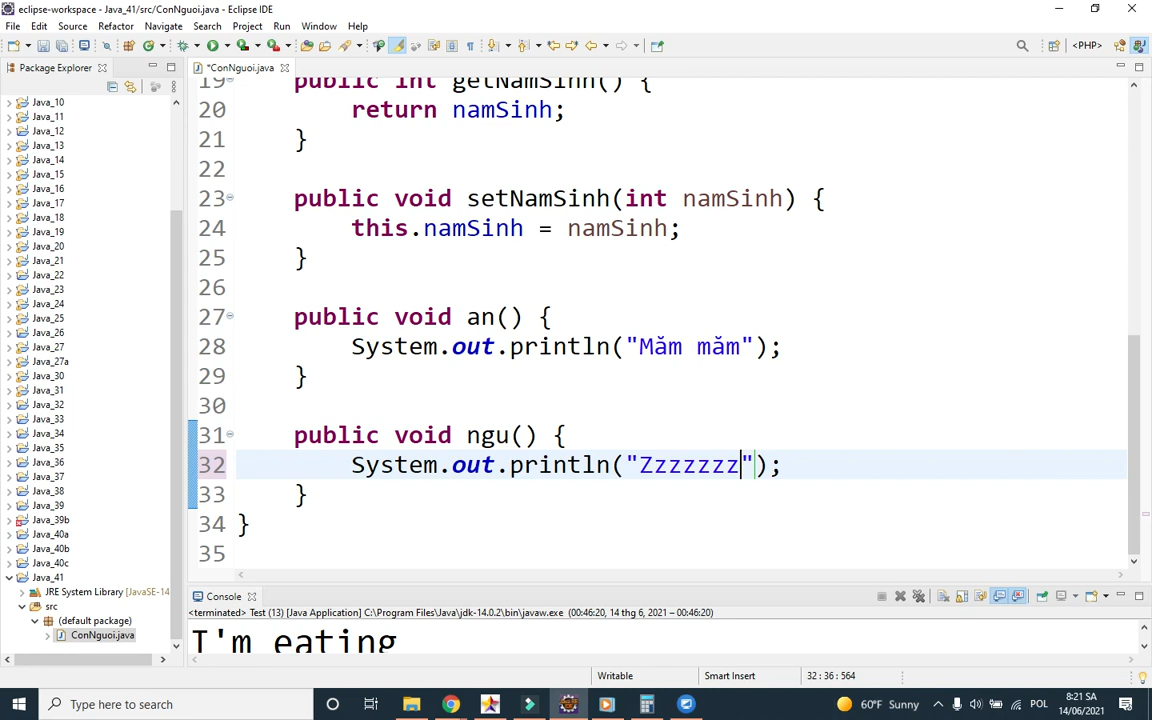 eclipse-workspace - Java_41/src/ConNguoi.java - Eclipse IDE
File Edit Source Refactor Navigate Search Project Run Window Help
<PHP>
Package Explorer
*ConNguoi.java
Java_10
Java_11
Java_12
Java_13
Java_14
Java_15
Java_16
Java_17
Java_18
Java_19
Java_20
Java_21
Java_22
Java_23
Java_24
Java_25
Java_26
Java_27
Java_27a
Java_30
Java_31
Java_32
Java_33
Java_34
Java_35
Java_36
Java_37
Java_38
Java_39
Java_39b
Java_40a
Java_40b
Java_40c
Java_41
JRE System Library [JavaSE-14
src
(default package)
ConNguoi.java
19 public int getNamSinh() {
20 return namSinh;
21 }
22
23 public void setNamSinh(int namSinh) {
24 this.namSinh = namSinh;
25 }
26
27 public void an() {
28 System.out.println("Măm măm");
29 }
30
31 public void ngu() {
32 System.out.println("Zzzzzzz");
33 }
34 }
35
Console
<terminated> Test (13) [Java Application] C:\Program Files\Java\jdk-14.0.2\bin\javaw.exe (00:46:20, 14 thg 6, 2021 – 00:46:20)
I'm eating
Writable Smart Insert 32 : 36 : 564
Type here to search
60°F Sunny
POL
8:21 SA
14/06/2021